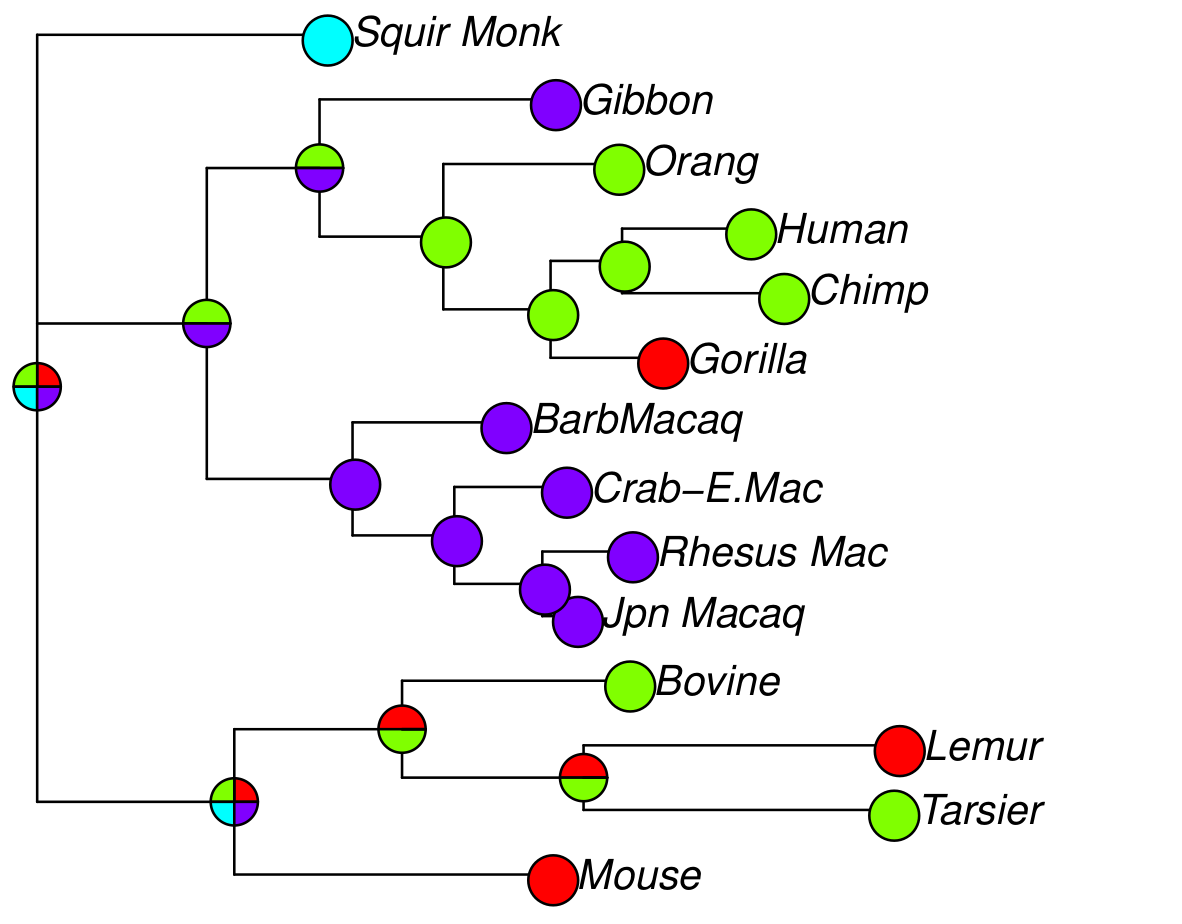 Squir Monk
Gibbon
Orang
Human
Chimp
Gorilla
BarbMacaq
Crab−E.Mac
Rhesus Mac
Jpn Macaq
Bovine
Lemur
Tarsier
Mouse